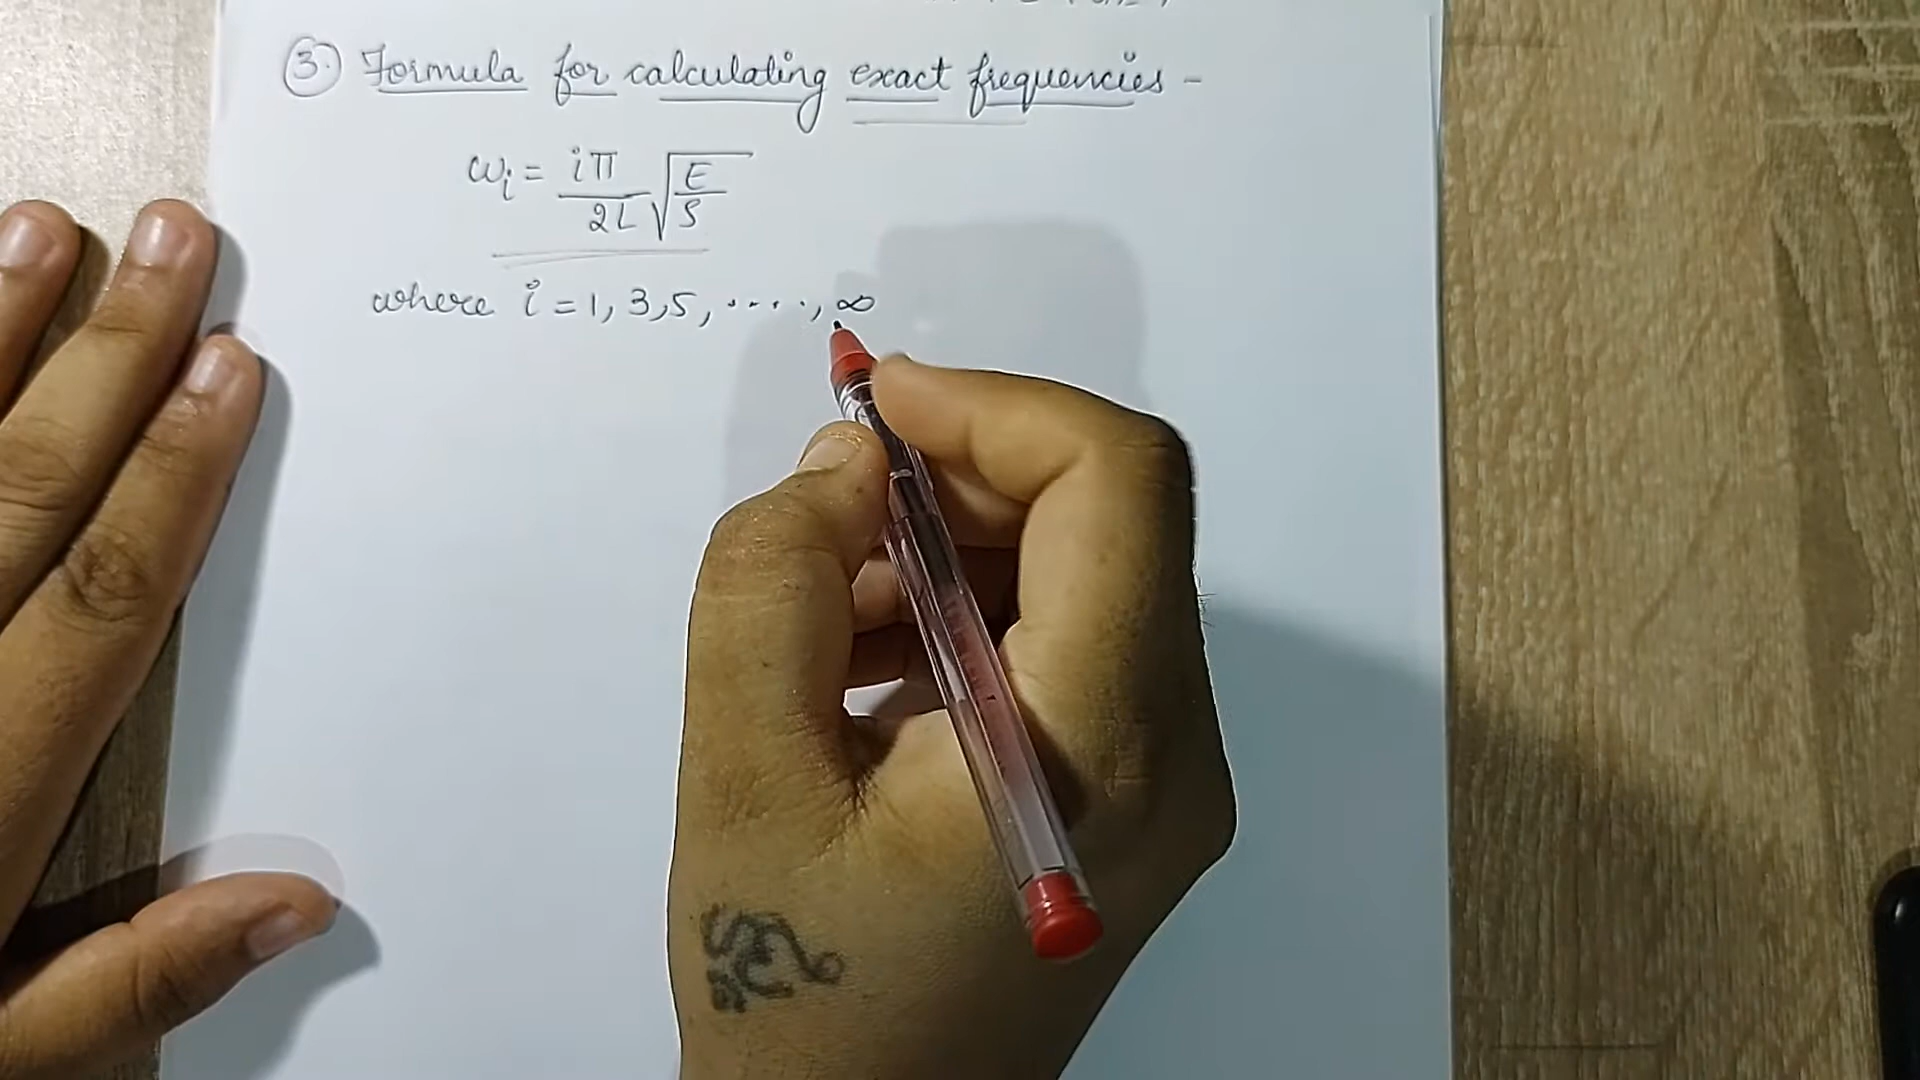 3. Formula for calculating exact frequencies -
ωi = iπ/2L √E/ρ
where i = 1, 3, 5, ....., ∞